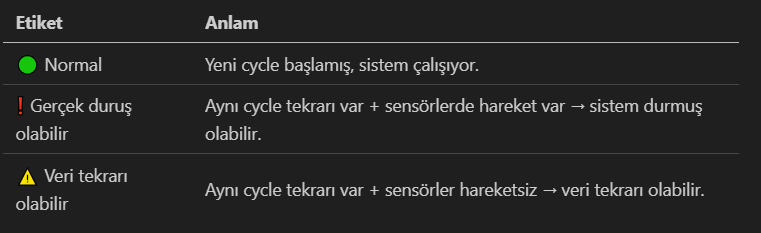 Etiket Anlam
🟢 Normal Yeni cycle başlamış, sistem çalışıyor.
❗ Gerçek duruş Aynı cycle tekrarı var + sensörlerde hareket var → sistem durmuş
olabilir olabilir.
⚠️ Veri tekrarı
olabilir Aynı cycle tekrarı var + sensörler hareketsiz → veri tekrarı olabilir.